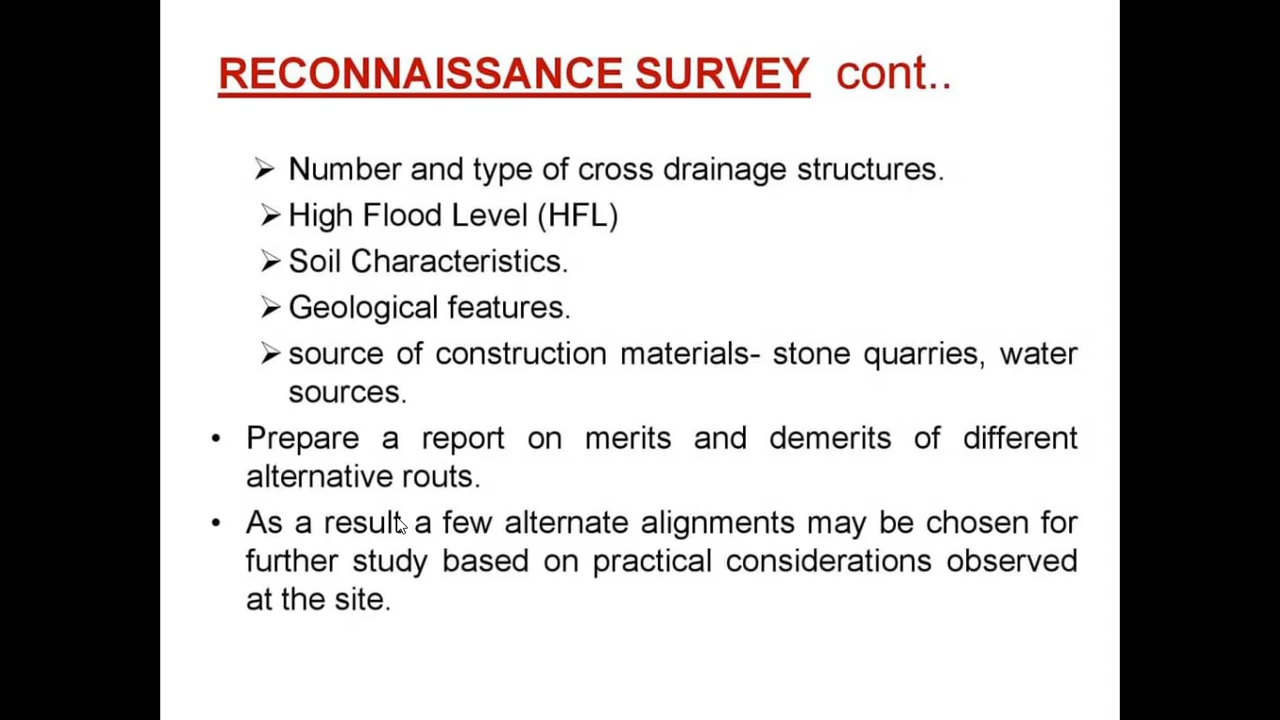 RECONNAISSANCE SURVEY cont..
➢ Number and type of cross drainage structures.
➢ High Flood Level (HFL)
➢ Soil Characteristics.
➢ Geological features.
➢ source of construction materials- stone quarries, water
sources.
• Prepare a report on merits and demerits of different
alternative routs.
• As a result a few alternate alignments may be chosen for
further study based on practical considerations observed
at the site.